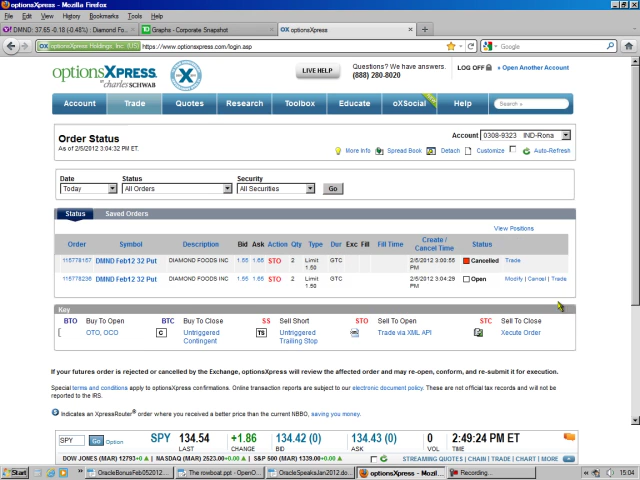 optionsXpress - Mozilla Firefox
File Edit View History Bookmarks Tools Help
DMND: 37.65 -0.18 (-0.48%) : Diamond Fo...
Graphs - Corporate Snapshot
optionsXpress
optionsXpress Holdings, Inc. (US) https://www.optionsxpress.com/login.asp
Google
optionsXPRESS
by charles SCHWAB
LIVE HELP
Questions? We have answers.
(888) 280-8020
LOG OFF
» Open Another Account
Account Trade Quotes Research Toolbox Educate oXSocial Help Search »
Order Status
As of 2/5/2012 3:04:32 PM ET.
Account 0308-9323 IND-Rona
More Info Spread Book Detach Customize Auto-Refresh
Date Status Security
Today All Orders All Securities Go
Status Saved Orders
View Positions
Order Symbol Description Bid Ask Action Qty Type Dur Exc Fill Fill Time Create / Cancel Time Status
115778157 DMND Feb12 32 Put DIAMOND FOODS INC 1.55 1.65 STO 2 Limit 1.50 GTC 2/5/2012 3:00:55 PM Cancelled Trade
115778236 DMND Feb12 32 Put DIAMOND FOODS INC 1.55 1.65 STO 2 Limit 1.50 GTC 2/5/2012 3:04:29 PM Open Modify | Cancel | Trade
Key
BTO Buy To Open BTC Buy To Close SS Sell Short STO Sell To Open STC Sell To Close
OTO, OCO C Untriggered Contingent TS Untriggered Trailing Stop Trade via XML API Xecute Order
If your futures order is rejected or cancelled by the Exchange, optionsXpress will review the affected order and may re-open, conform, and re-submit it for execution.
Special terms and conditions apply to optionsXpress confirmations. Online transaction reports are subject to our electronic document policy. These are not official tax records and will not be
reported to the IRS.
Indicates an XpressRouter® order where you received a better price than the current NBBO, saving you money.
SPY Go Option SPY 134.54 +1.86 134.42 (0) 134.43 (0) 0 2:49:24 PM ET
LAST CHANGE BID ASK VOL TIME
DOW JONES (MAR) 12793 +0 | NASDAQ (MAR) 2523.00 +0.00 | S&P 500 (MAR) 1339.00 +0.00 STREAMING QUOTES | CHAIN | TRADE | CHART | MORE
Start OracleBonusFeb052012... The rowboat.ppt - OpenO... OracleSpeaksJan2012.do... optionsXpress - Mozil... Recording... 15:04